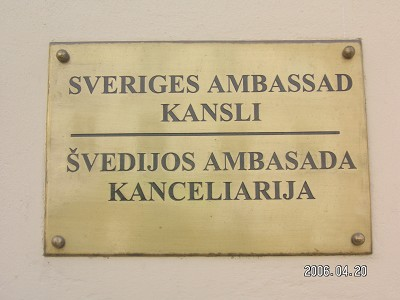 SVERIGES AMBASSAD
KANSLI
ŠVEDIJOS AMBASADA
KANCELIARIJA
2006.04.20